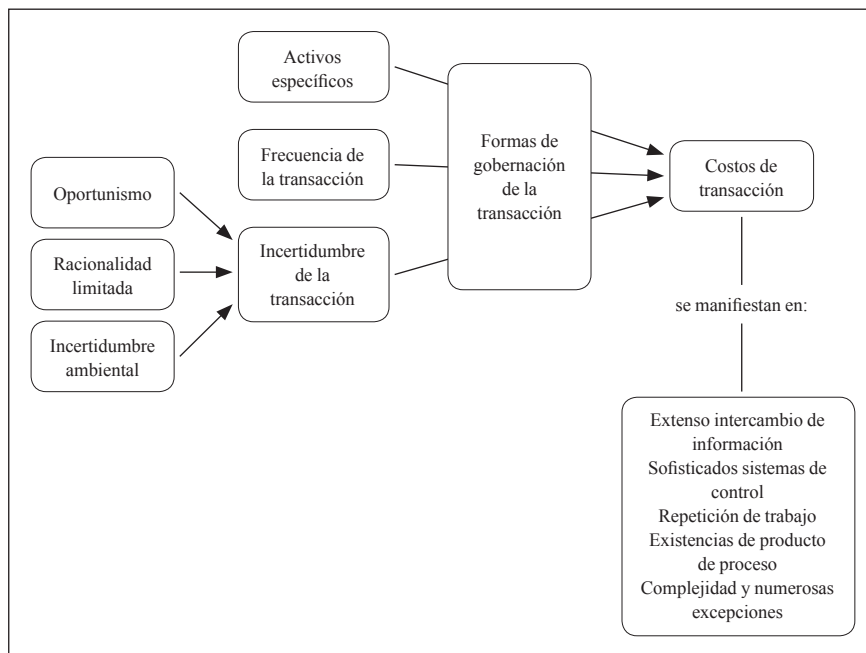 Activos
específicos
Frecuencia de
la transacción
Oportunismo
Racionalidad
limitada
Incertidumbre
ambiental
Incertidumbre
de la
transacción
Formas de
gobernación
de la
transacción
Costos de
transacción
se manifiestan en:
Extenso intercambio de
información
Sofisticados sistemas de
control
Repetición de trabajo
Existencias de producto
de proceso
Complejidad y numerosas
excepciones